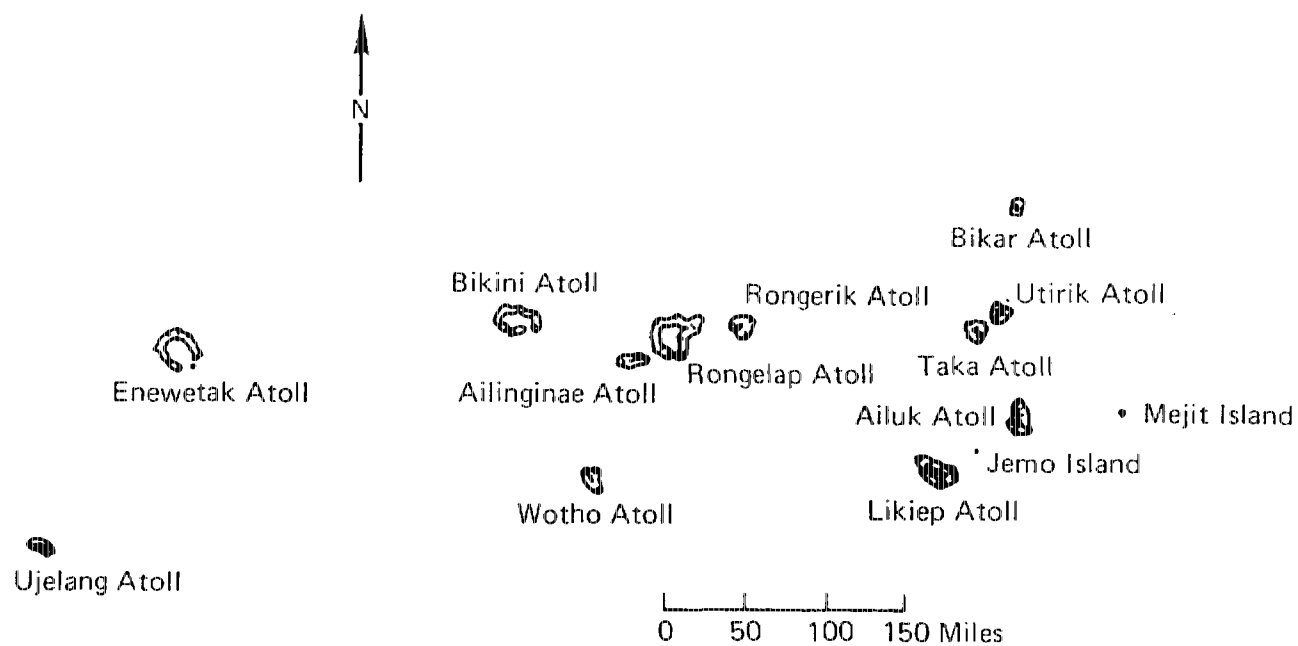 N
Bikar Atoll
Bikini Atoll
Rongerik Atoll
Utirik Atoll
Enewetak Atoll
Ailinginae Atoll
Rongelap Atoll
Taka Atoll
Ailuk Atoll
Mejit Island
Jemo Island
Wotho Atoll
Likiep Atoll
Ujelang Atoll
0 50 100 150 Miles